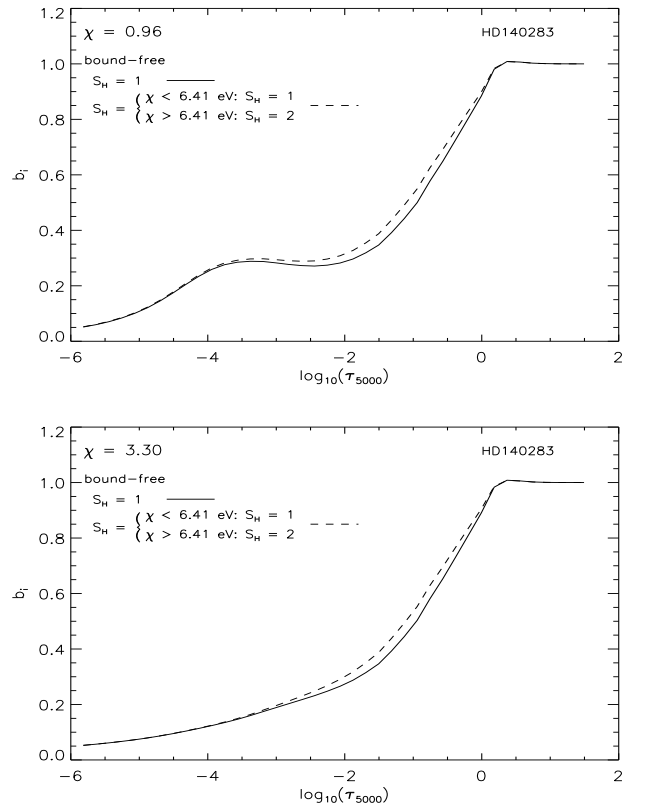 1.2
χ = 0.96
HD140283
bound-free
1.0
S_H = 1
S_H = { χ < 6.41 eV: S_H = 1
χ > 6.41 eV: S_H = 2
0.8
b_i
0.6
0.4
0.2
0.0
-6 -4 -2 0 2
log₁₀(τ₅₀₀₀)
1.2
χ = 3.30
HD140283
bound-free
1.0
S_H = 1
S_H = { χ < 6.41 eV: S_H = 1
χ > 6.41 eV: S_H = 2
0.8
b_i
0.6
0.4
0.2
0.0
-6 -4 -2 0 2
log₁₀(τ₅₀₀₀)